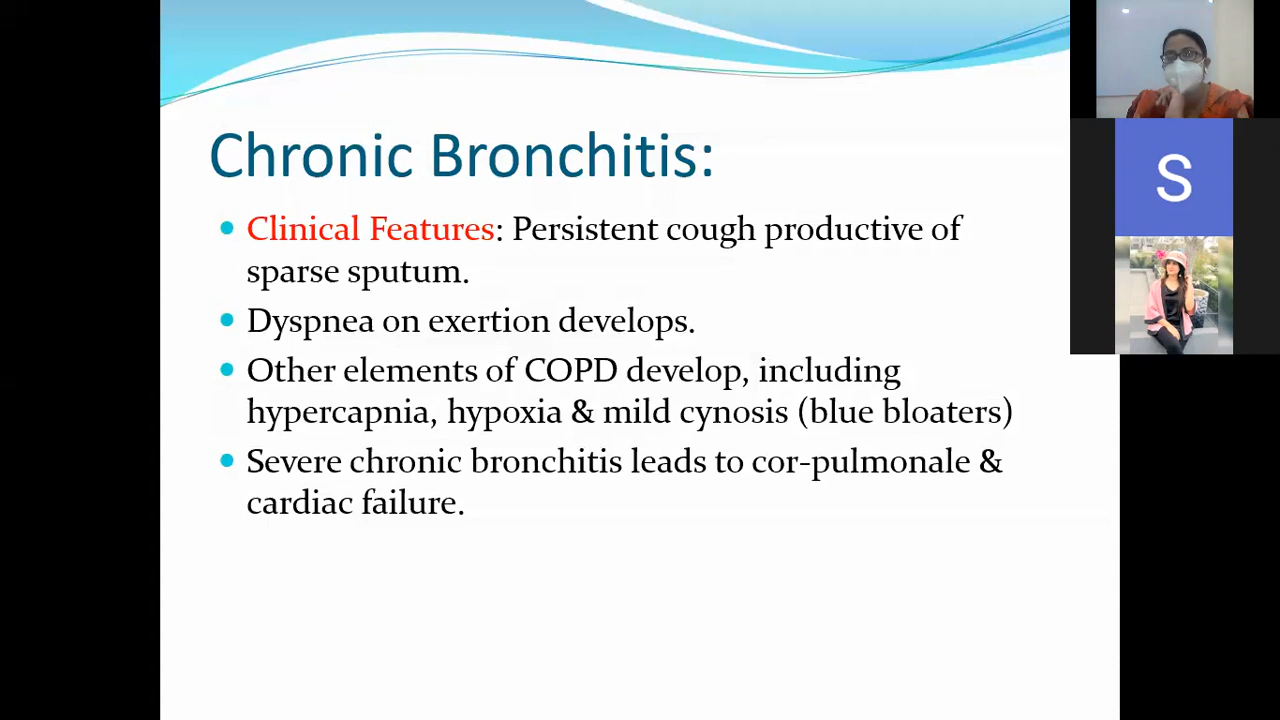 Chronic Bronchitis:
Clinical Features: Persistent cough productive of
sparse sputum.
Dyspnea on exertion develops.
Other elements of COPD develop, including
hypercapnia, hypoxia & mild cynosis (blue bloaters)
Severe chronic bronchitis leads to cor-pulmonale &
cardiac failure.
S